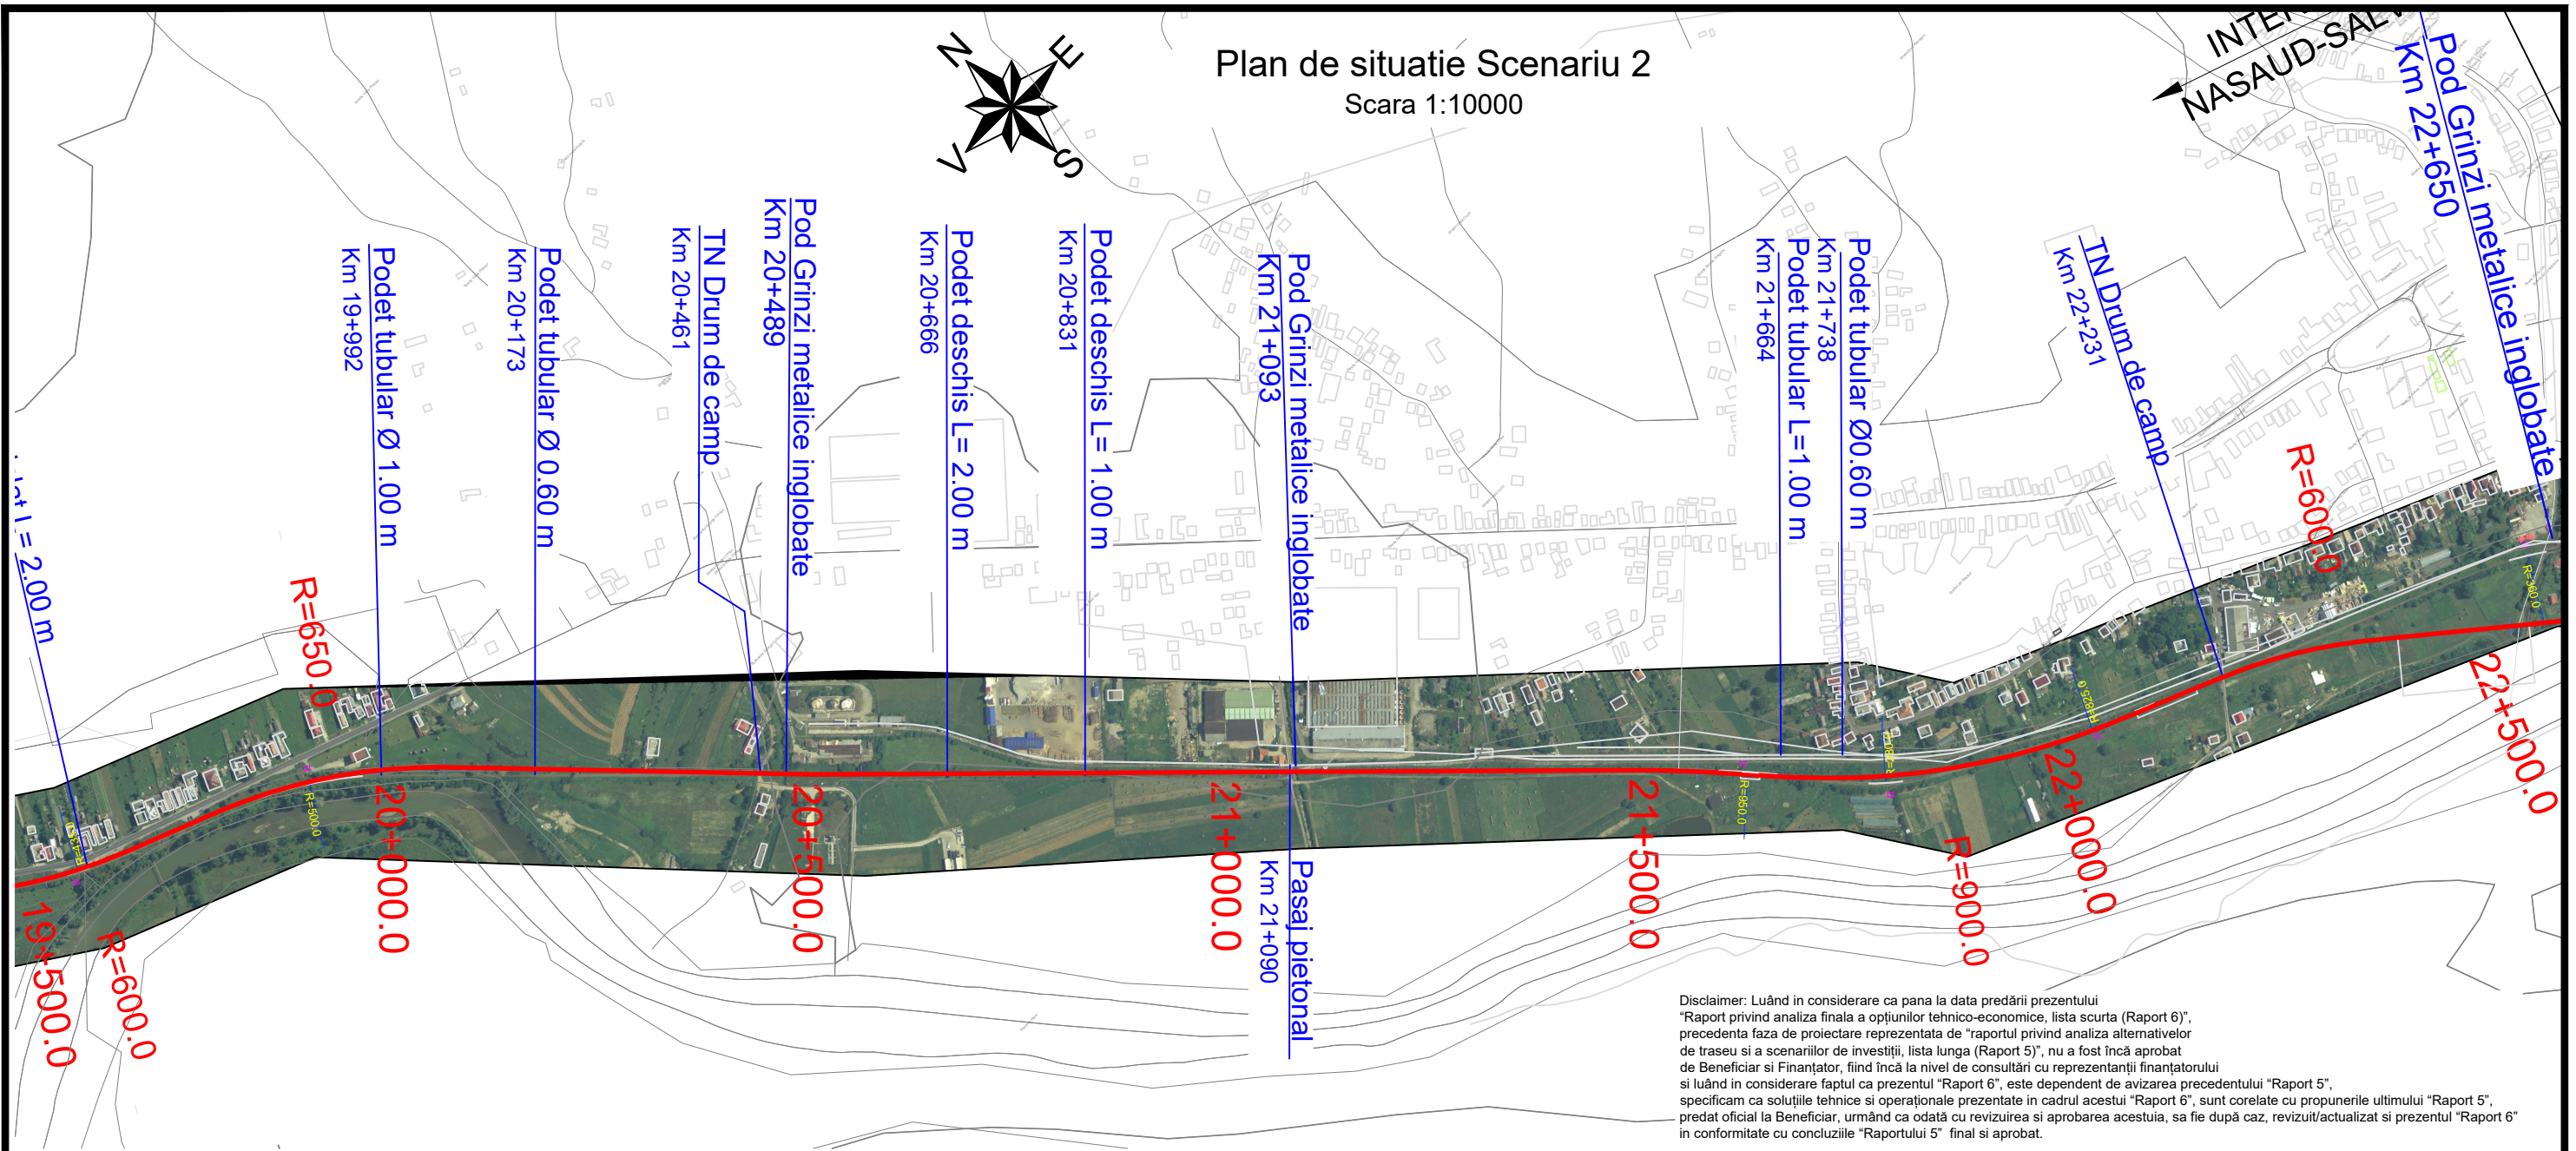 Plan de situatie Scenariu 2
Scara 1:10000
N
E
V
S
NASAUD-SALV
Pod Grinzi metalice inglobate
Km 22+650
L= 2.00 m
Podet tubular Ø 1.00 m
Km 19+992
Podet tubular Ø 0.60 m
Km 20+173
TN Drum de camp
Km 20+461
Pod Grinzi metalice inglobate
Km 20+489
Podet deschis L= 2.00 m
Km 20+666
Podet deschis L= 1.00 m
Km 20+831
Pod Grinzi metalice inglobate
Km 21+093
Podet tubular L=1.00 m
Km 21+664
Podet tubular Ø0.60 m
Km 21+738
TN Drum de camp
Km 22+231
Pasaj pietonal
Km 21+090
R=650.0
R=600.0
R=900.0
R=600.0
19+500.0
20+000.0
20+500.0
21+000.0
21+500.0
22+000.0
22+500.0
R=500.0
R=950.0
R=825.0
R=360.0
Disclaimer: Luând in considerare ca pana la data predării prezentului
“Raport privind analiza finala a opțiunilor tehnico-economice, lista scurta (Raport 6)”,
precedenta faza de proiectare reprezentata de “raportul privind analiza alternativelor
de traseu si a scenariilor de investiții, lista lunga (Raport 5)”, nu a fost încă aprobat
de Beneficiar si Finanțator, fiind încă la nivel de consultări cu reprezentanții finanțatorului
si luând in considerare faptul ca prezentul “Raport 6”, este dependent de avizarea precedentului “Raport 5”,
specificam ca soluțiile tehnice si operaționale prezentate in cadrul acestui “Raport 6”, sunt corelate cu propunerile ultimului “Raport 5”,
predat oficial la Beneficiar, urmând ca odată cu revizuirea si aprobarea acestuia, sa fie după caz, revizuit/actualizat si prezentul “Raport 6”
in conformitate cu concluziile “Raportului 5” final si aprobat.